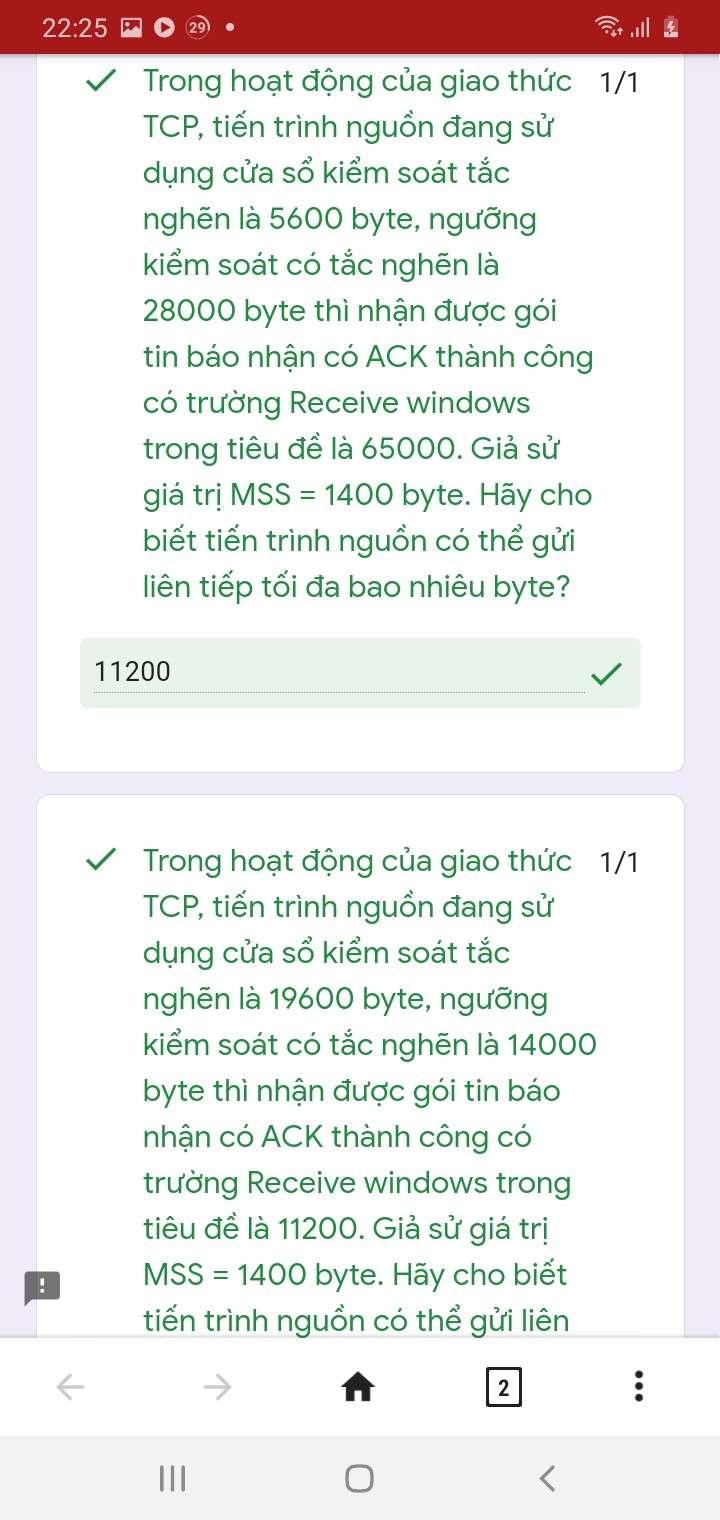 22:25
29
Trong hoạt động của giao thức 1/1
TCP, tiến trình nguồn đang sử
dụng cửa sổ kiểm soát tắc
nghẽn là 5600 byte, ngưỡng
kiểm soát có tắc nghẽn là
28000 byte thì nhận được gói
tin báo nhận có ACK thành công
có trường Receive windows
trong tiêu đề là 65000. Giả sử
giá trị MSS = 1400 byte. Hãy cho
biết tiến trình nguồn có thể gửi
liên tiếp tối đa bao nhiêu byte?
11200
Trong hoạt động của giao thức 1/1
TCP, tiến trình nguồn đang sử
dụng cửa sổ kiểm soát tắc
nghẽn là 19600 byte, ngưỡng
kiểm soát có tắc nghẽn là 14000
byte thì nhận được gói tin báo
nhận có ACK thành công có
trường Receive windows trong
tiêu đề là 11200. Giả sử giá trị
MSS = 1400 byte. Hãy cho biết
tiến trình nguồn có thể gửi liên
2